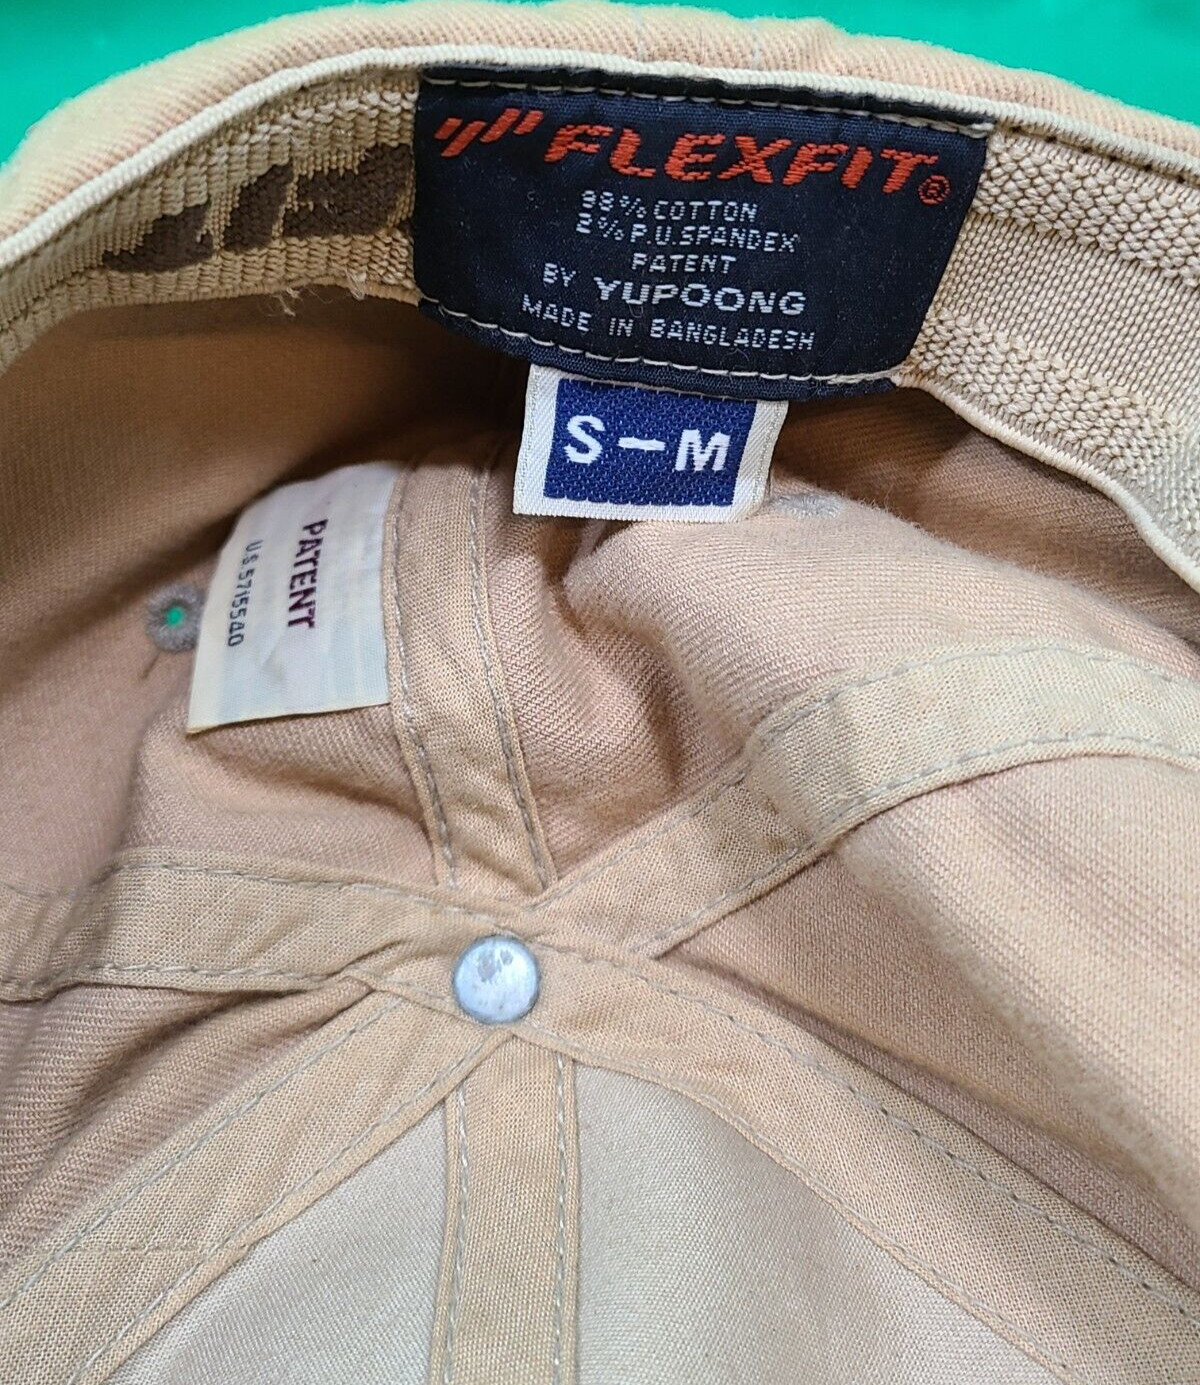 FLEXFIT®
98% COTTON
2% P.U.SPANDEX
PATENT
BY YUPOONG
MADE IN BANGLADESH
S-M
PATENT
U.S.5715540